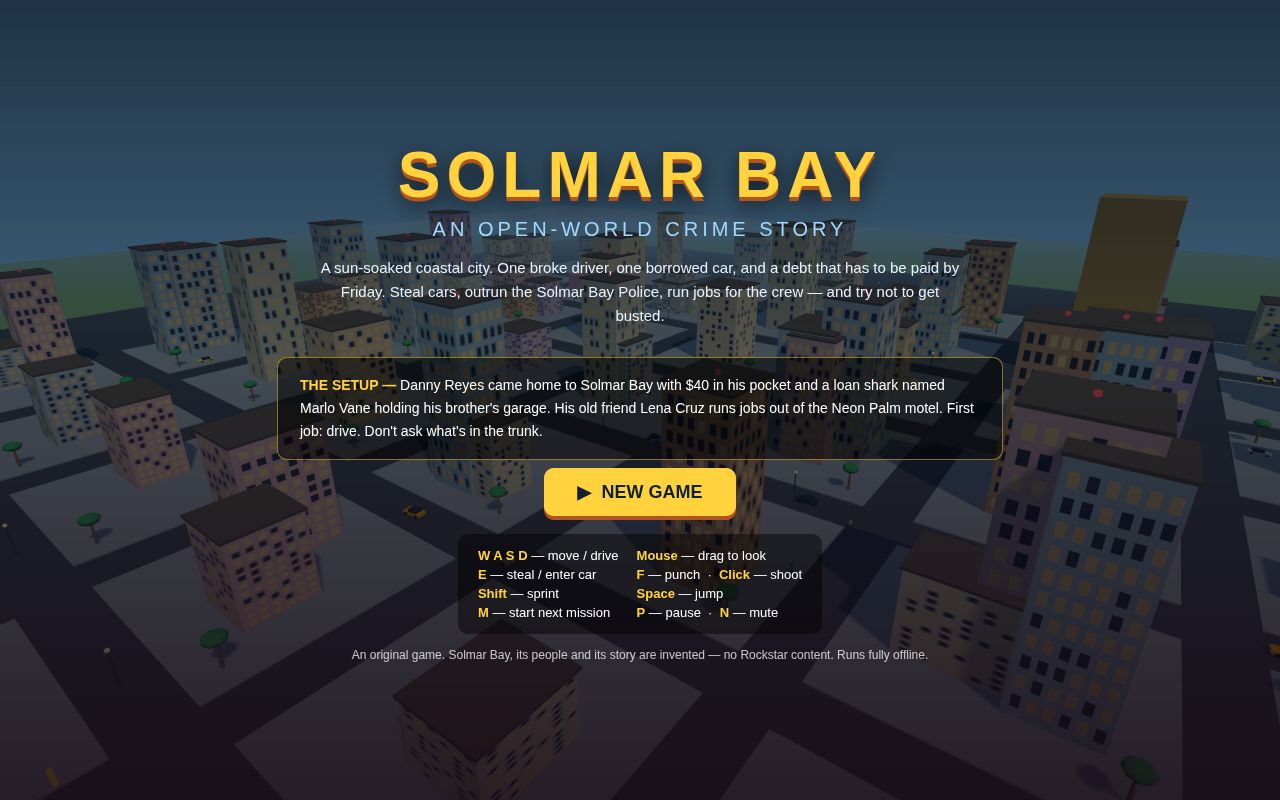 SOLMAR BAY
AN OPEN-WORLD CRIME STORY
A sun-soaked coastal city. One broke driver, one borrowed car, and a debt that has to be paid by
Friday. Steal cars, outrun the Solmar Bay Police, run jobs for the crew — and try not to get
busted.
THE SETUP — Danny Reyes came home to Solmar Bay with $40 in his pocket and a loan shark named
Marlo Vane holding his brother's garage. His old friend Lena Cruz runs jobs out of the Neon Palm motel. First
job: drive. Don't ask what's in the trunk.
▶ NEW GAME
W A S D — move / drive
Mouse — drag to look
E — steal / enter car
F — punch · Click — shoot
Shift — sprint
Space — jump
M — start next mission
P — pause · N — mute
An original game. Solmar Bay, its people and its story are invented — no Rockstar content. Runs fully offline.